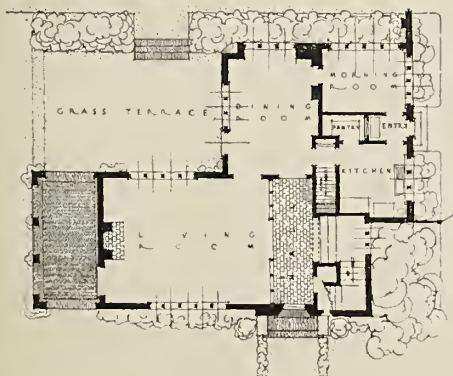 MORNING
ROOM
GRASS TERRACE
DINING
ROOM
PANTRY
ENTRY
KITCHEN
LIVING
ROOM